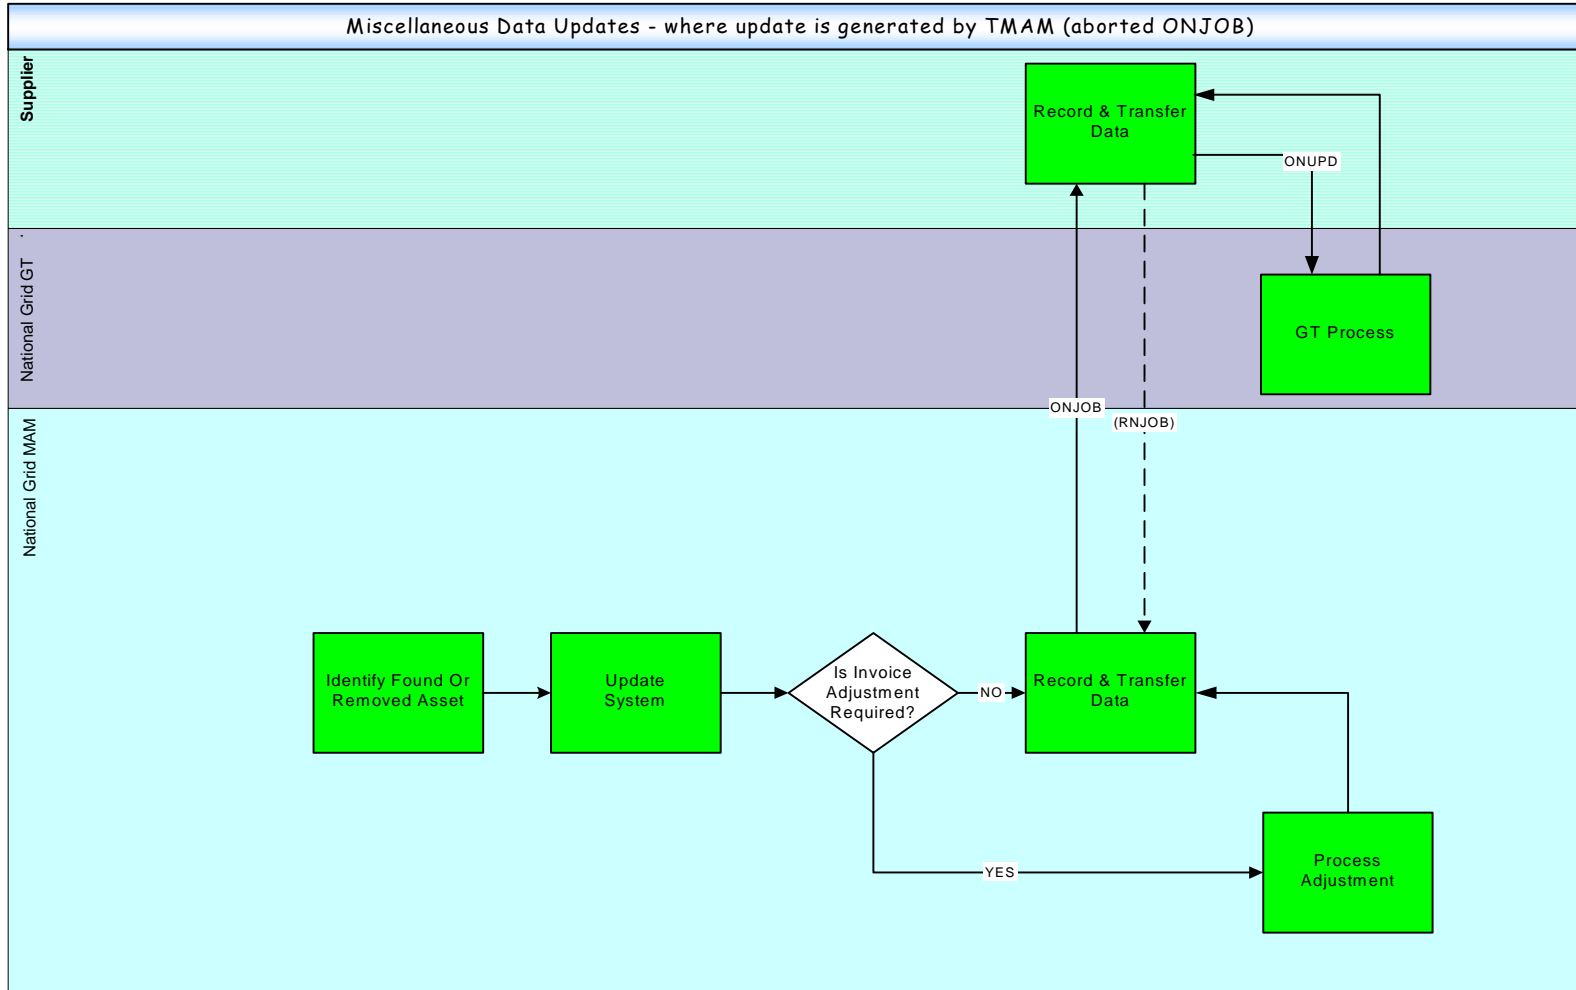 Miscellaneous Data Updates - where update is generated by TMAM (aborted ONJOB)
Supplier
Record & Transfer
Data
ONUPD
National Grid GT
GT Process
ONJOB
(RNJOB)
National Grid MAM
Identify Found Or
Removed Asset
Update
System
Is Invoice
Adjustment
Required?
NO
Record & Transfer
Data
YES
Process
Adjustment